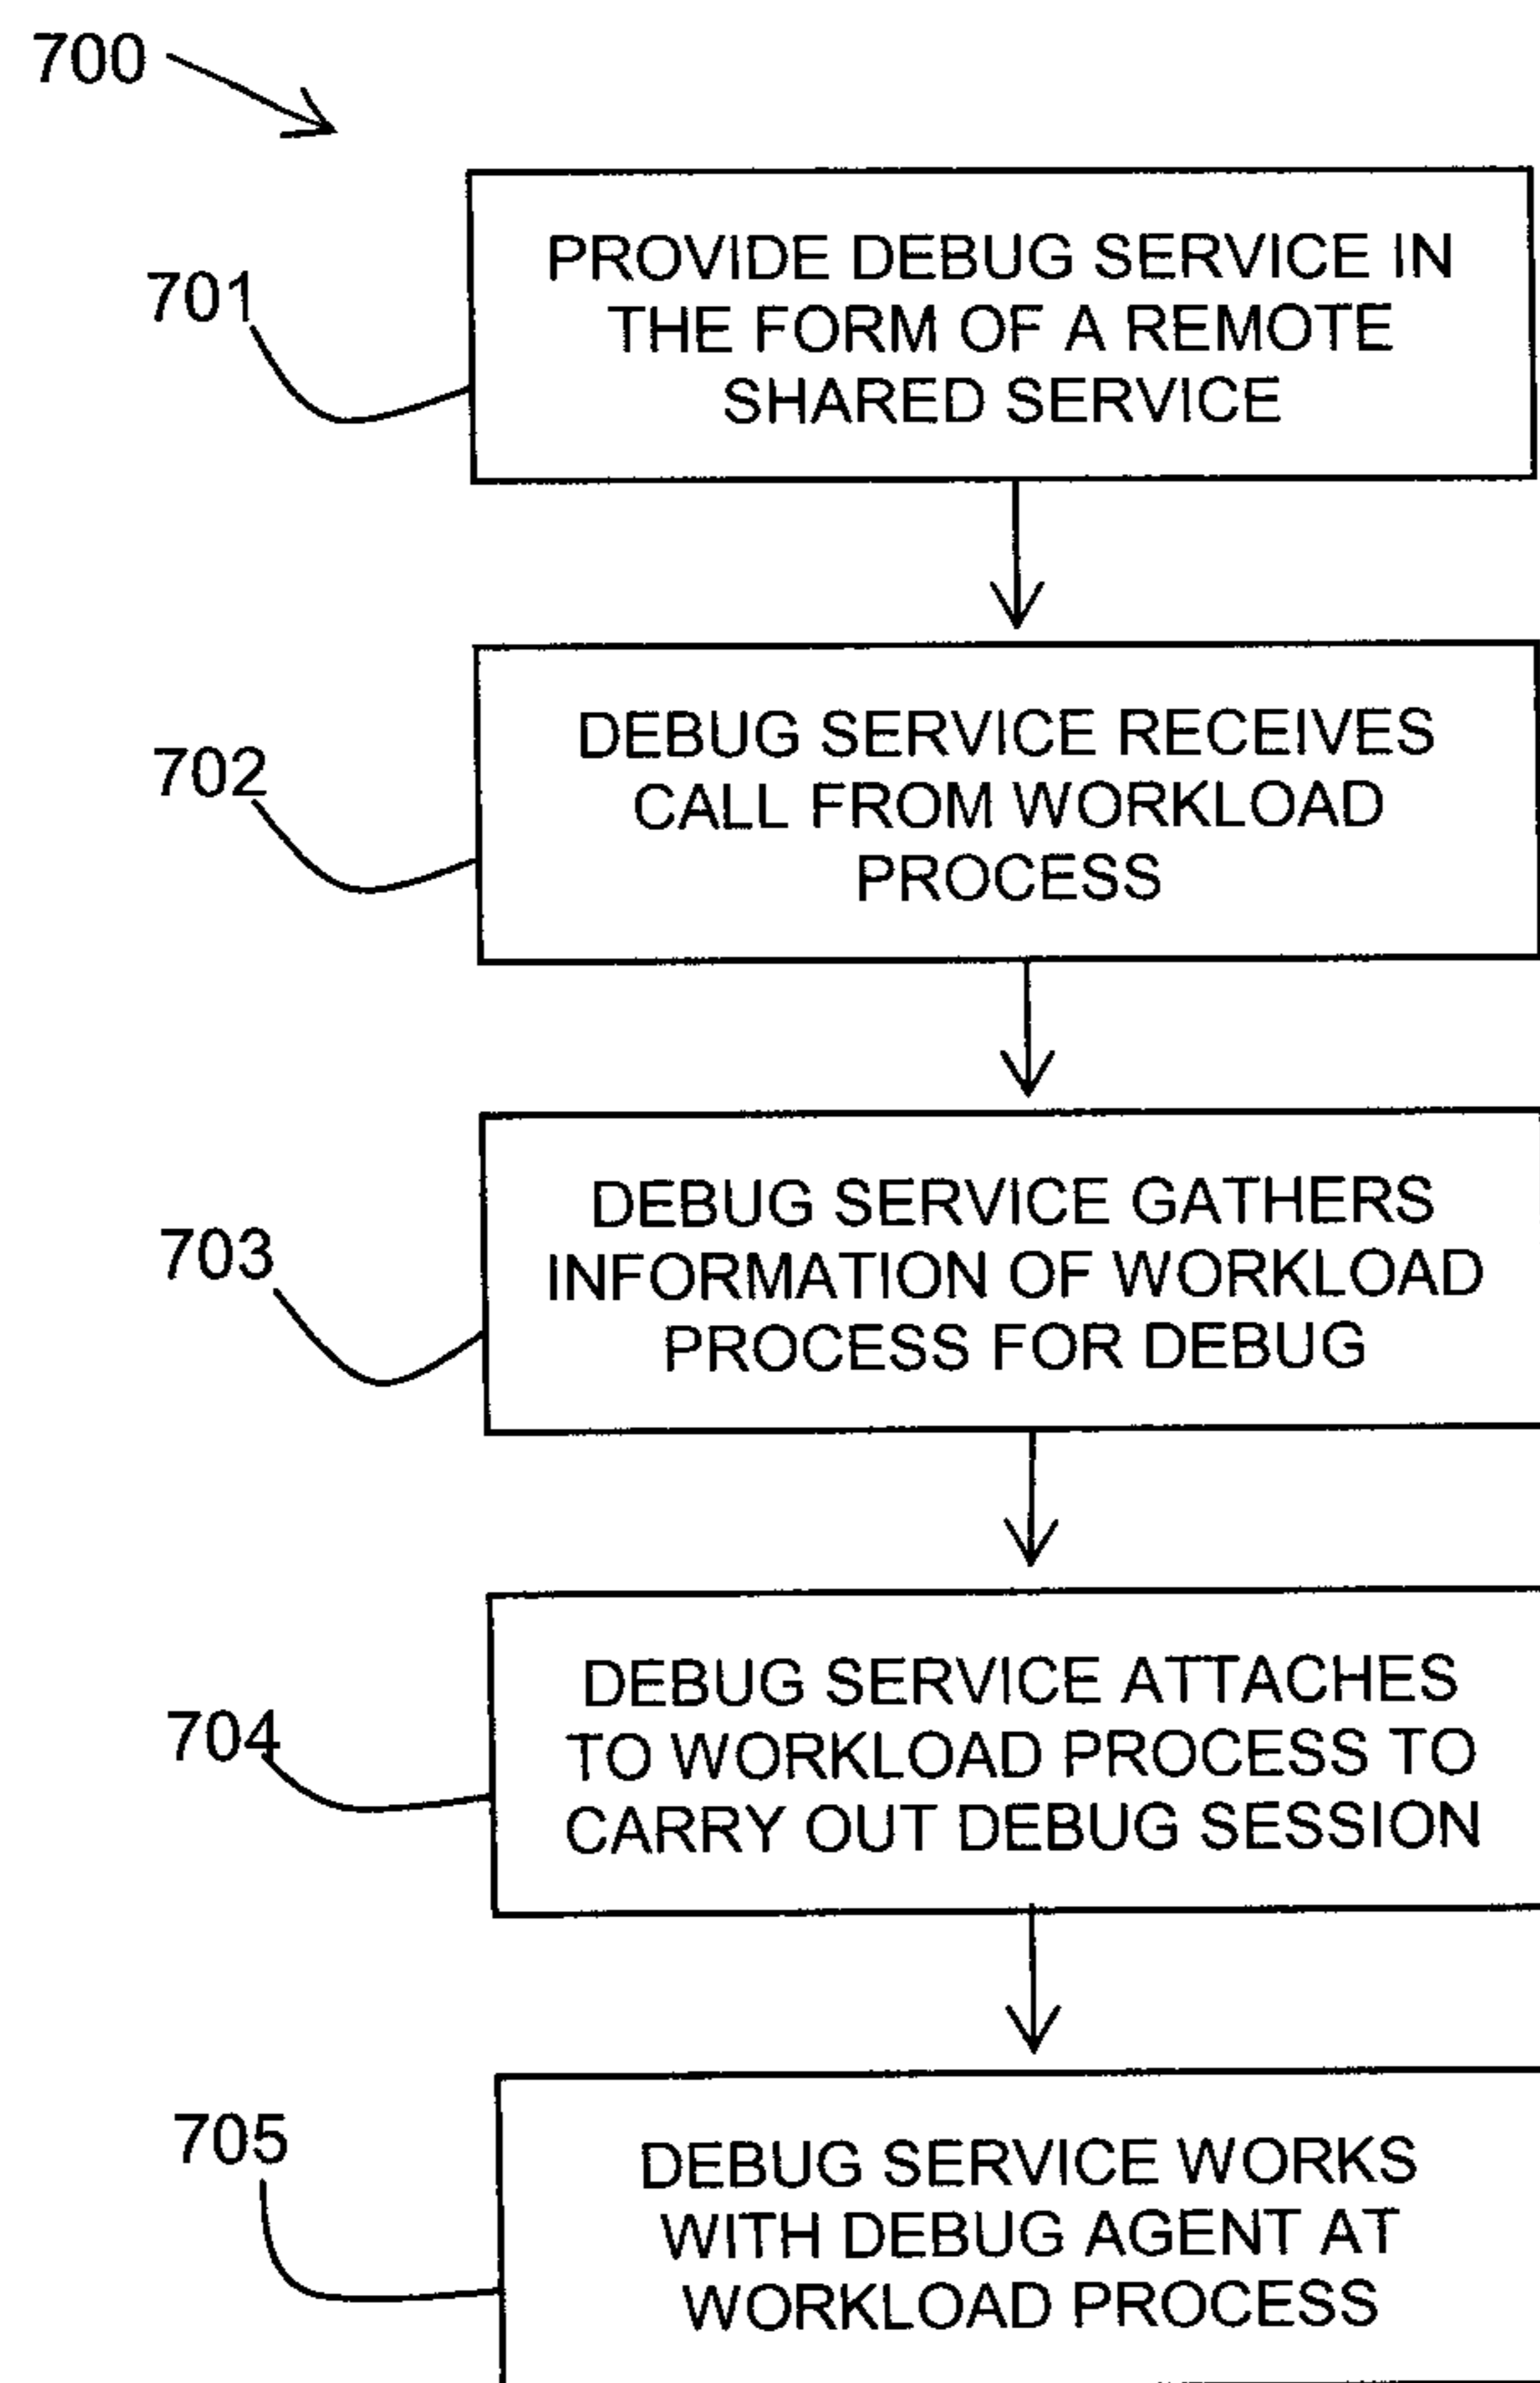 700
701
PROVIDE DEBUG SERVICE IN
THE FORM OF A REMOTE
SHARED SERVICE
702
DEBUG SERVICE RECEIVES
CALL FROM WORKLOAD
PROCESS
703
DEBUG SERVICE GATHERS
INFORMATION OF WORKLOAD
PROCESS FOR DEBUG
704
DEBUG SERVICE ATTACHES
TO WORKLOAD PROCESS TO
CARRY OUT DEBUG SESSION
705
DEBUG SERVICE WORKS
WITH DEBUG AGENT AT
WORKLOAD PROCESS